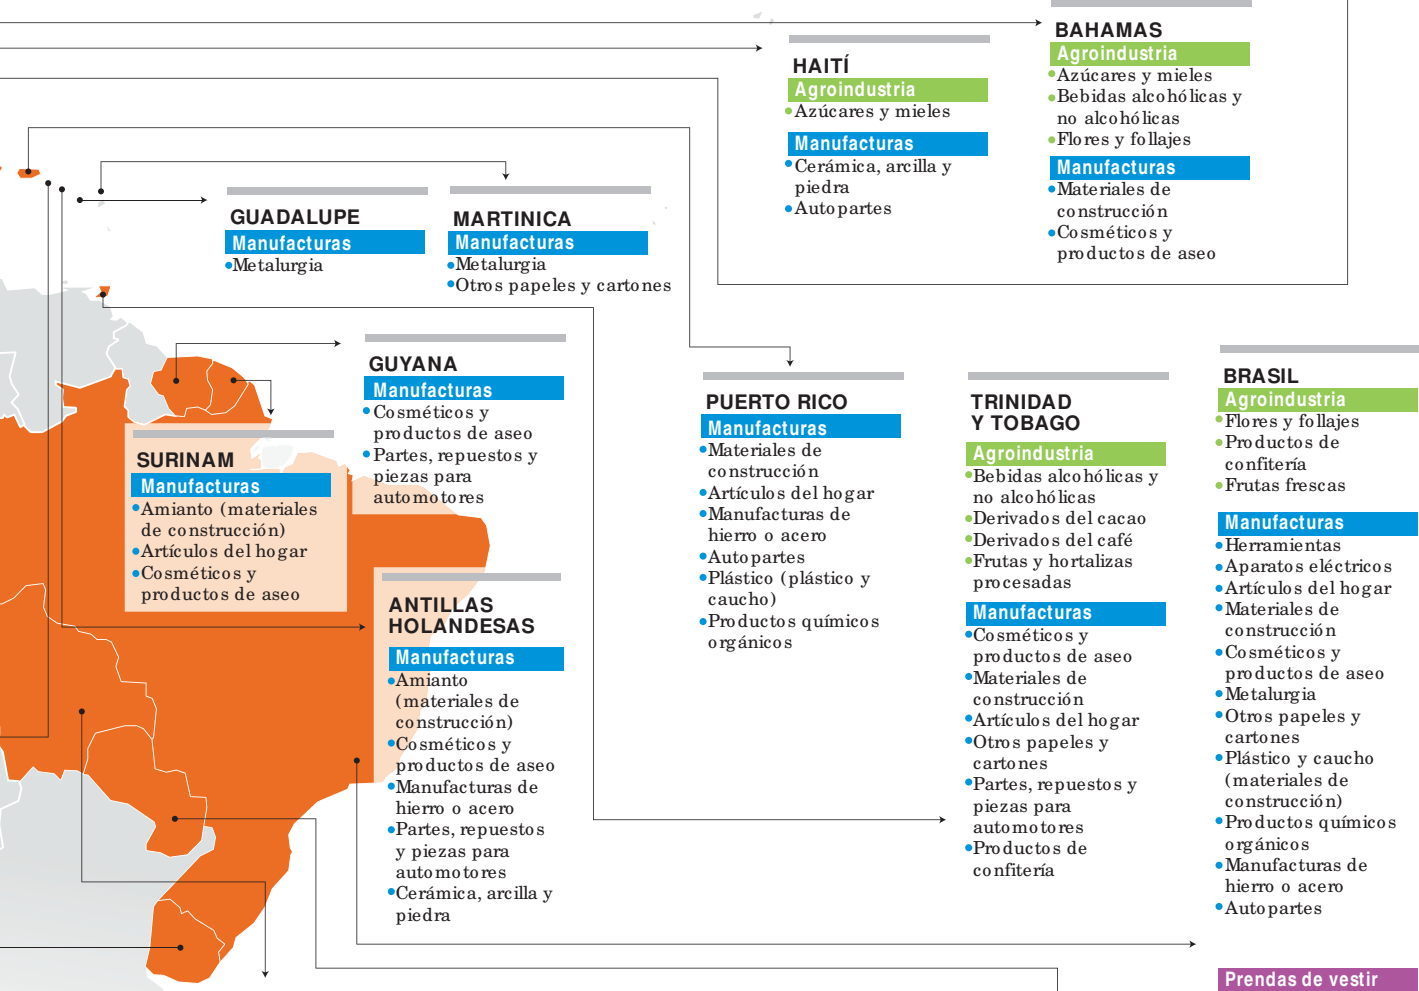 BAHAMAS
Agroindustria
•Azúcares y mieles
•Bebidas alcohólicas y
no alcohólicas
•Flores y follajes
Manufacturas
•Materiales de
construcción
•Cosméticos y
productos de aseo
HAITÍ
Agroindustria
•Azúcares y mieles
Manufacturas
•Cerámica, arcilla y
piedra
•Autopartes
GUADALUPE
Manufacturas
•Metalurgia
MARTINICA
Manufacturas
•Metalurgia
•Otros papeles y cartones
GUYANA
Manufacturas
•Cosméticos y
productos de aseo
•Partes, repuestos y
piezas para
automotores
SURINAM
Manufacturas
•Amianto (materiales
de construcción)
•Artículos del hogar
•Cosméticos y
productos de aseo
ANTILLAS
HOLANDESAS
Manufacturas
•Amianto
(materiales de
construcción)
•Cosméticos y
productos de aseo
•Manufacturas de
hierro o acero
•Partes, repuestos
y piezas para
automotores
•Cerámica, arcilla y
piedra
PUERTO RICO
Manufacturas
•Materiales de
construcción
•Artículos del hogar
•Manufacturas de
hierro o acero
•Autopartes
•Plástico (plástico y
caucho)
•Productos químicos
orgánicos
TRINIDAD
Y TOBAGO
Agroindustria
•Bebidas alcohólicas y
no alcohólicas
•Derivados del cacao
•Derivados del café
•Frutas y hortalizas
procesadas
Manufacturas
•Cosméticos y
productos de aseo
•Materiales de
construcción
•Artículos del hogar
•Otros papeles y
cartones
•Partes, repuestos y
piezas para
automotores
•Productos de
confitería
BRASIL
Agroindustria
•Flores y follajes
•Productos de
confitería
•Frutas frescas
Manufacturas
•Herramientas
•Aparatos eléctricos
•Artículos del hogar
•Materiales de
construcción
•Cosméticos y
productos de aseo
•Metalurgia
•Otros papeles y
cartones
•Plástico y caucho
(materiales de
construcción)
•Productos químicos
orgánicos
•Manufacturas de
hierro o acero
•Autopartes
Prendas de vestir